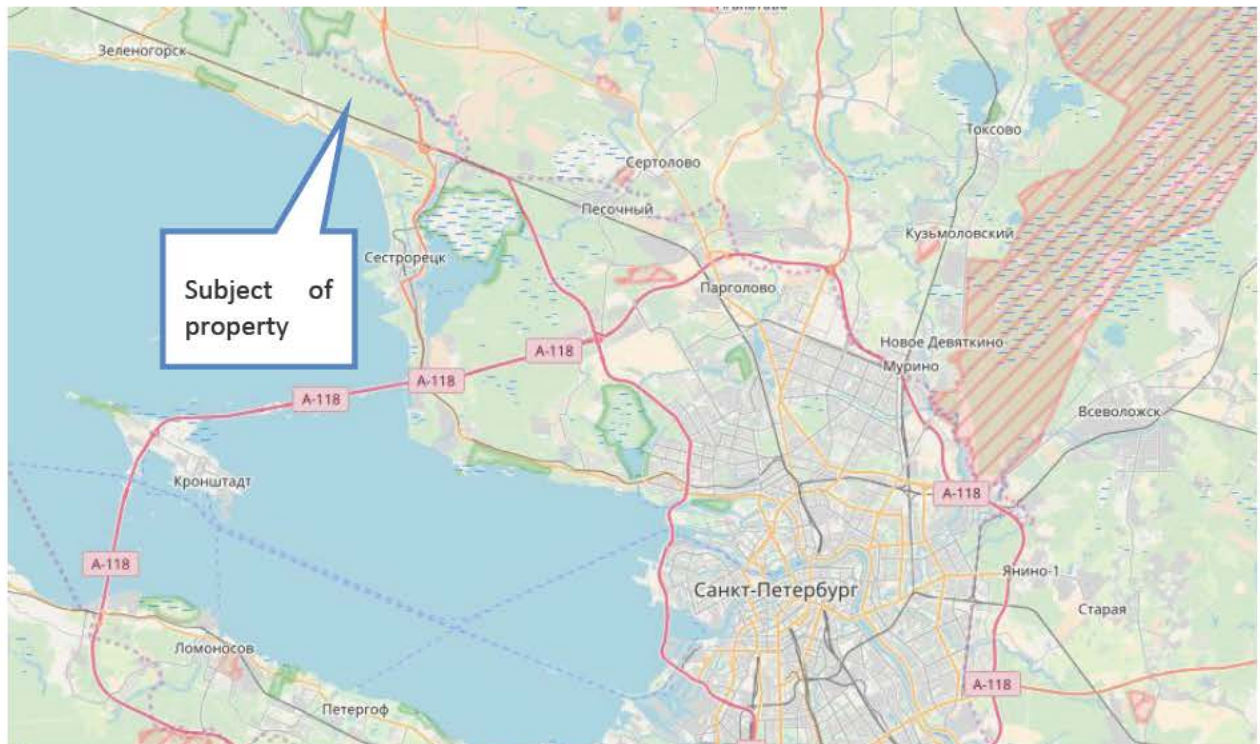 Зеленогорск
Токсово
Сертолово
Песочный
Кузьмоловский
Сестрорецк
Subject of
property
Парголово
Новое Девяткино
Мурино
А-118
А-118
А-118
Всеволожск
Кронштадт
А-118
А-118
Янино-1
Санкт-Петербург
Старая
Ломоносов
А-118
Петергоф